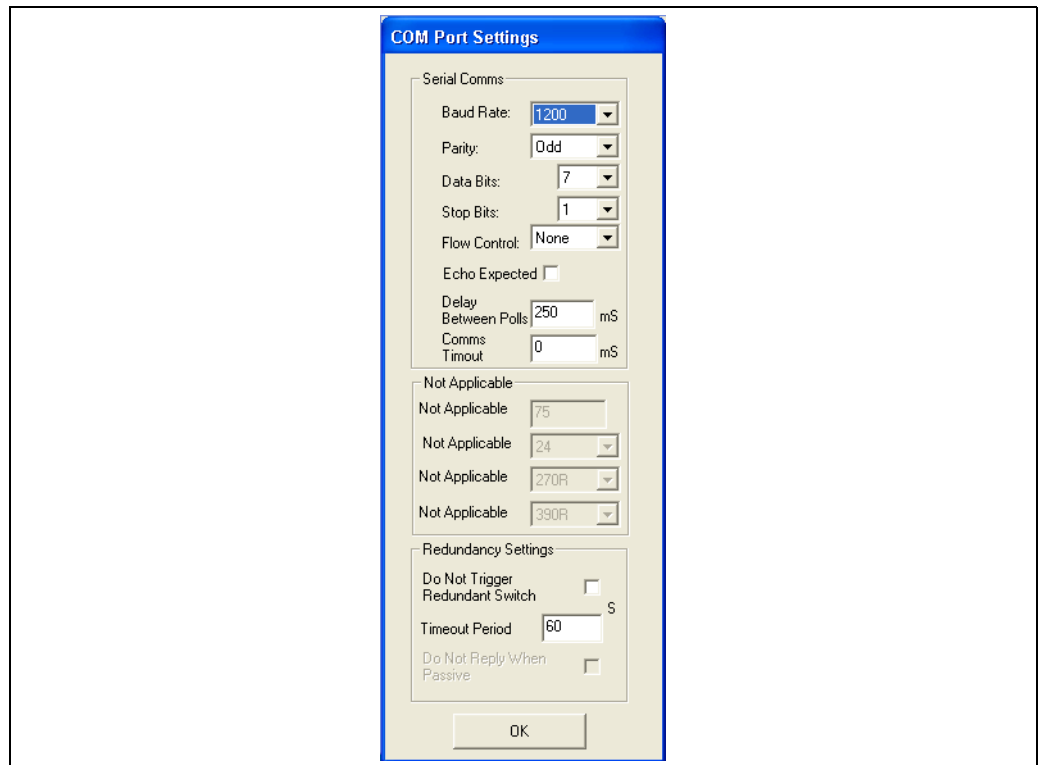 COM Port Settings
Serial Comms
Baud Rate: 1200
Parity: Odd
Data Bits: 7
Stop Bits: 1
Flow Control: None
Echo Expected
Delay
Between Polls 250 mS
Comms
Timout 0 mS
Not Applicable
Not Applicable 75
Not Applicable 24
Not Applicable 270R
Not Applicable 390R
Redundancy Settings
Do Not Trigger
Redundant Switch
S
Timeout Period 60
Do Not Reply When
Passive
OK